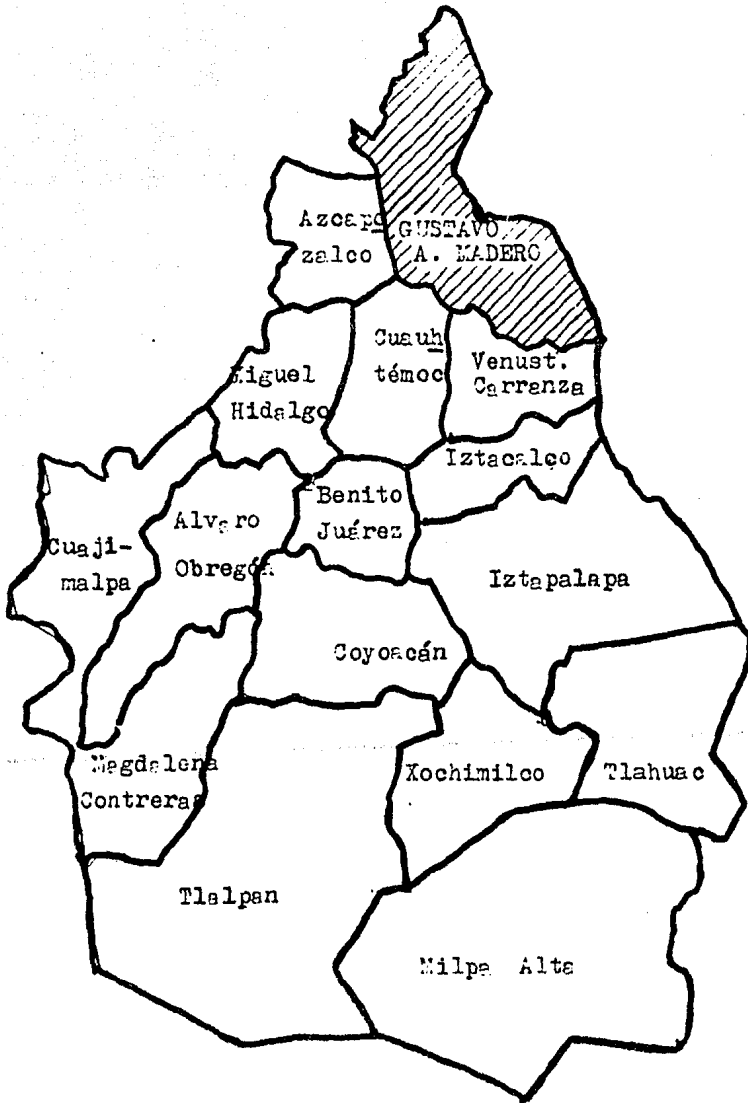 Azcapo
zalco
GUSTAVO
A. MADERO
Cuauh
témoc
Venust.
Carranza
Miguel
Hidalgo
Iztacalco
Benito
Juárez
Alvaro
Obregón
Cuaji-
malpa
Iztapalapa
Coyoacán
Magdalena
Contreras
Xochimilco
Tlahuac
Tlalpan
Milpa Alta